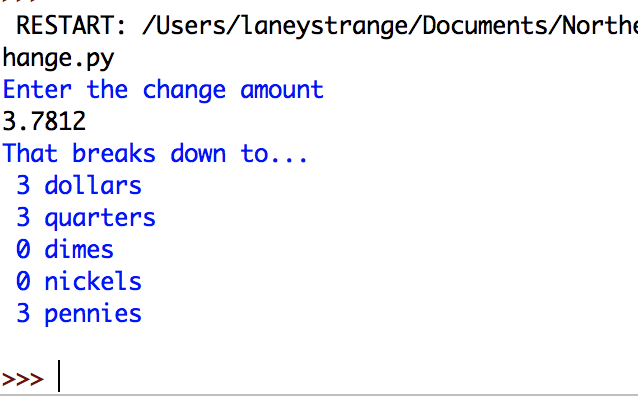 RESTART: /Users/laneystrange/Documents/
hange.py
Enter the change amount
3.7812
That breaks down to...
3 dollars
3 quarters
0 dimes
0 nickels
3 pennies
>>>